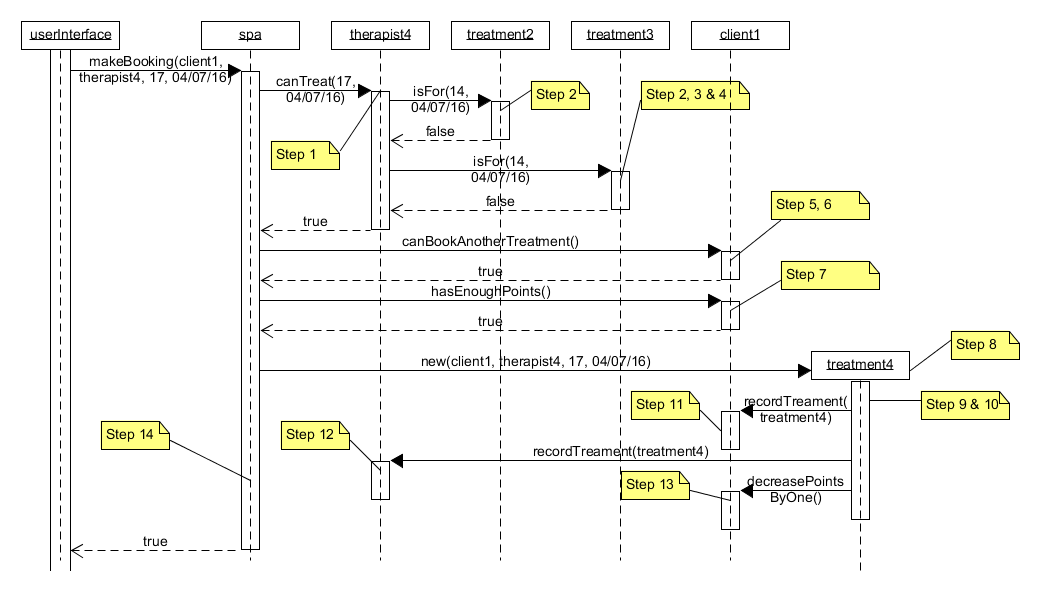 userInterface
spa
therapist4
treatment2
treatment3
client1
makeBooking(client1,
therapist4, 17, 04/07/16)
canTreat(17,
04/07/16)
isFor(14,
04/07/16)
Step 2
Step 2, 3 & 4
false
Step 1
isFor(14,
04/07/16)
false
Step 5, 6
true
canBookAnotherTreatment()
true
Step 7
hasEnoughPoints()
true
Step 8
new(client1, therapist4, 17, 04/07/16)
treatment4
Step 11
recordTreament(
treatment4)
Step 9 & 10
Step 14
Step 12
recordTreament(treatment4)
Step 13
decreasePoints
ByOne()
true